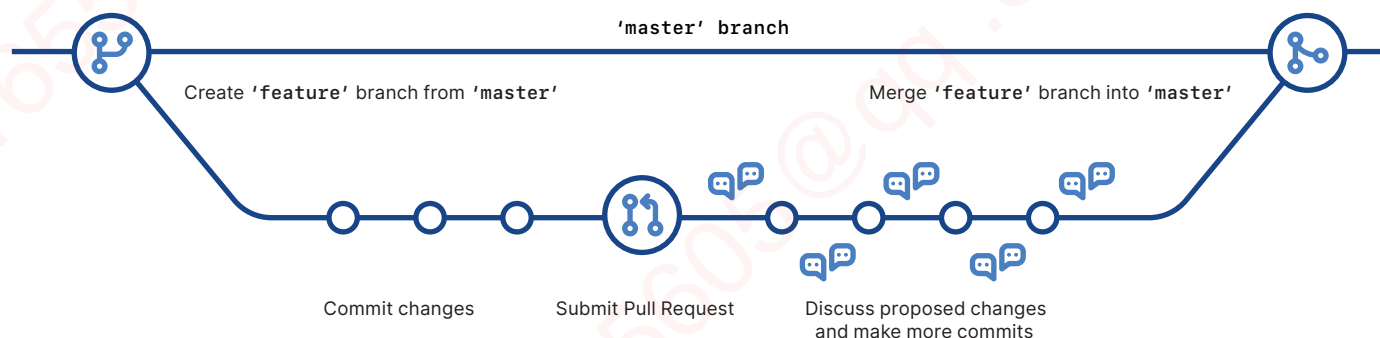 ‘master’ branch
Create ‘feature’ branch from ‘master’
Merge ‘feature’ branch into ‘master’
Commit changes
Submit Pull Request
Discuss proposed changes
and make more commits